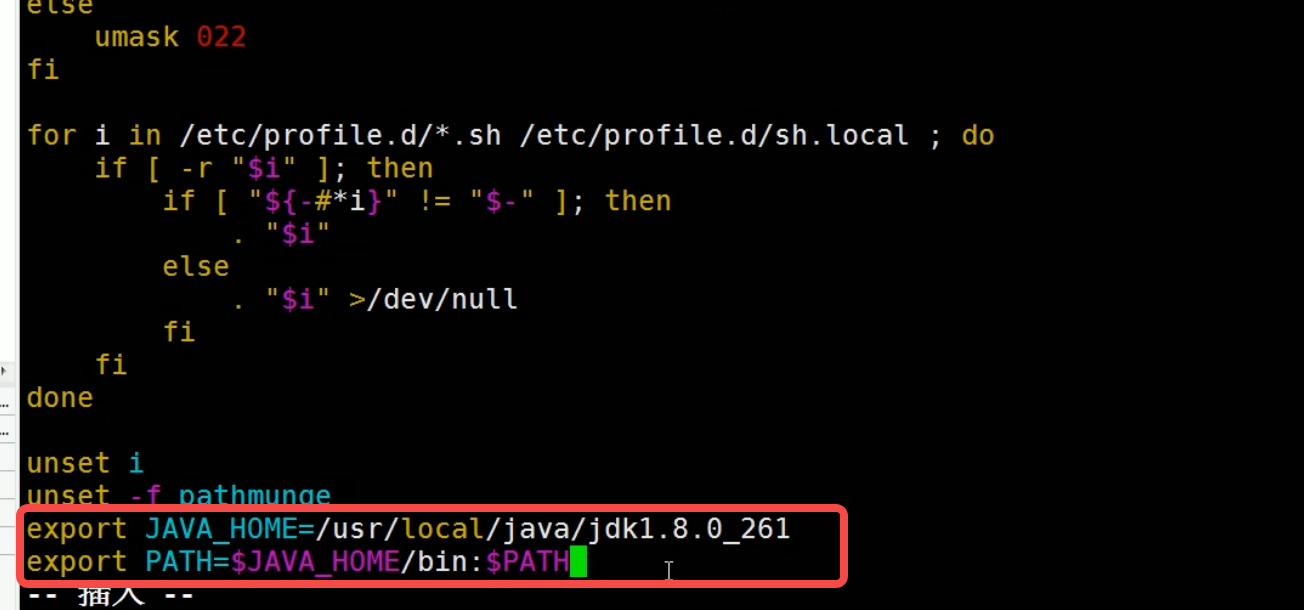 else
    umask 022
fi

for i in /etc/profile.d/*.sh /etc/profile.d/sh.local ; do
    if [ -r "$i" ]; then
        if [ "${-#*i}" != "$-" ]; then
            . "$i"
        else
            . "$i" >/dev/null
        fi
    fi
done

unset i
unset -f pathmunge
export JAVA_HOME=/usr/local/java/jdk1.8.0_261
export PATH=$JAVA_HOME/bin:$PATH
-- 插入 --